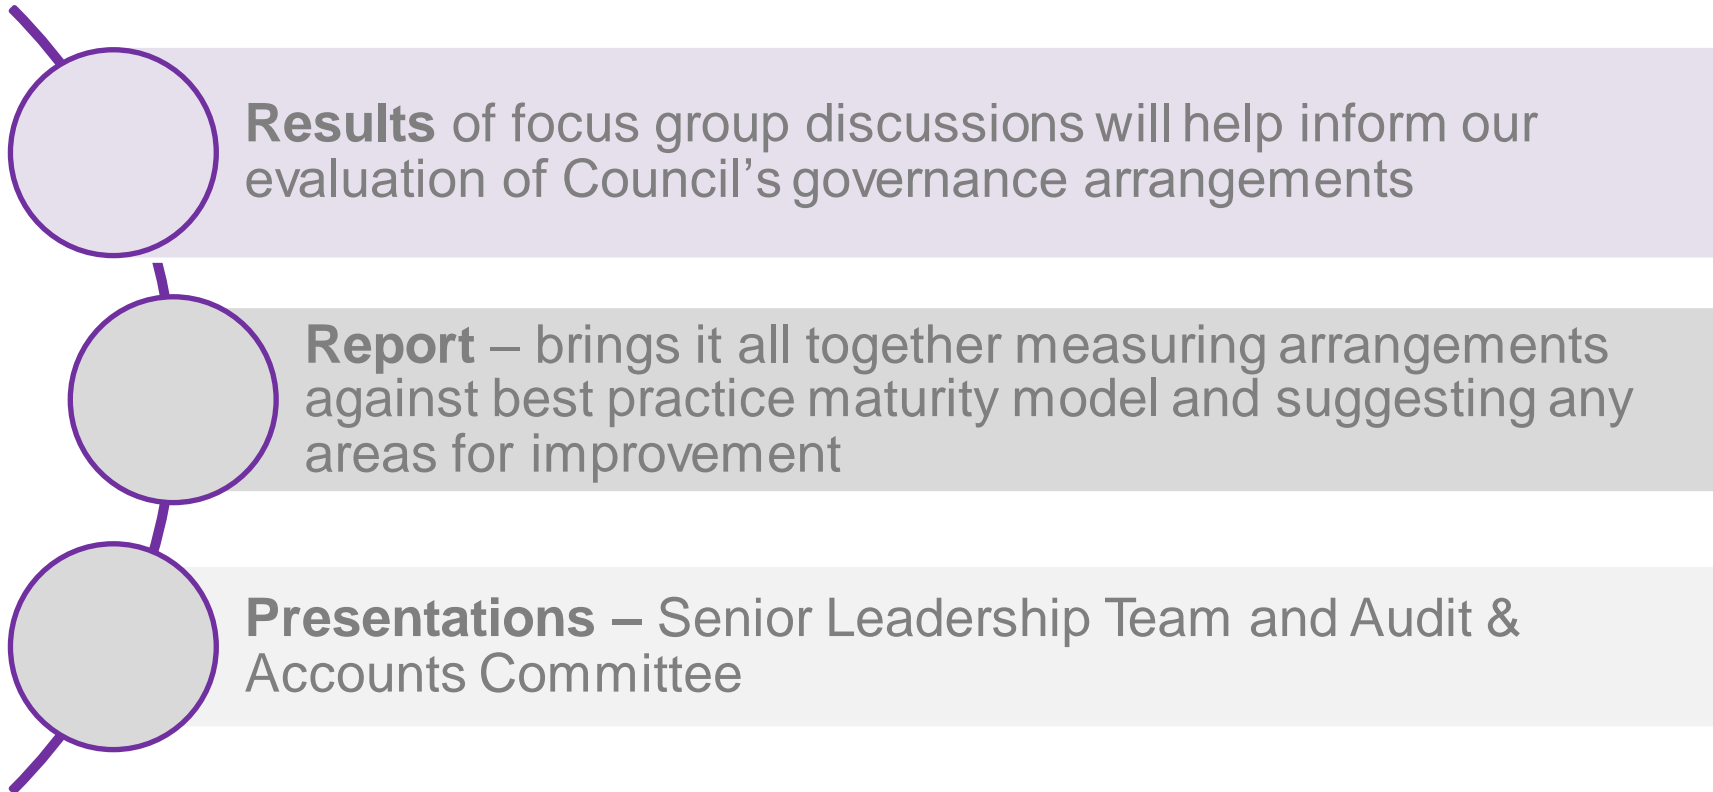 Results of focus group discussions will help inform our
evaluation of Council’s governance arrangements
Report – brings it all together measuring arrangements
against best practice maturity model and suggesting any
areas for improvement
Presentations – Senior Leadership Team and Audit &
Accounts Committee